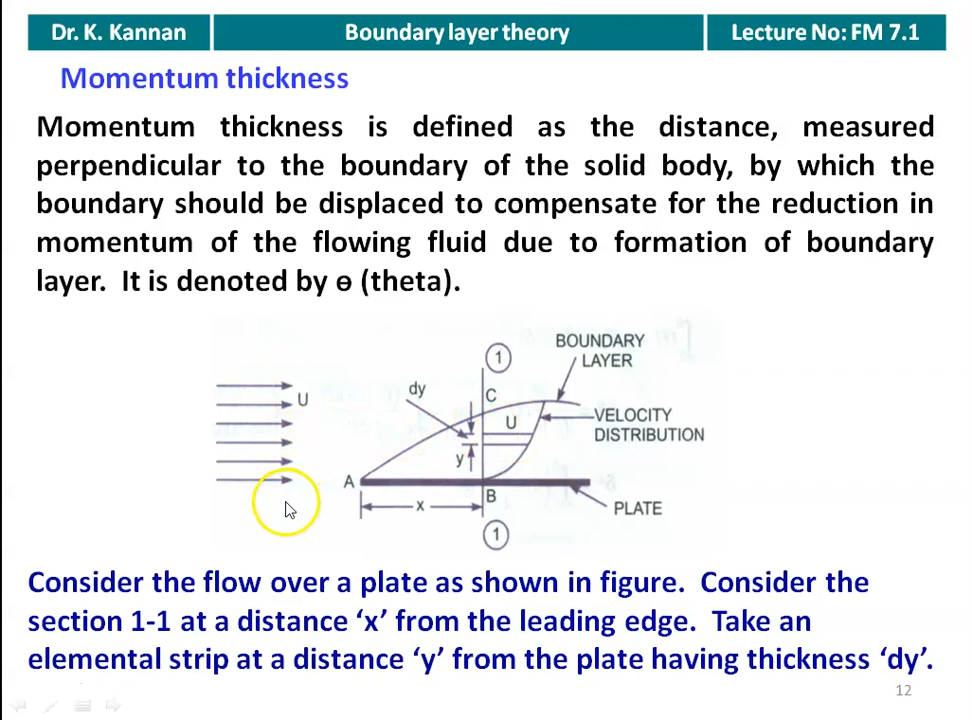 Dr. K. Kannan
Boundary layer theory
Lecture No: FM 7.1
Momentum thickness
Momentum thickness is defined as the distance, measured
perpendicular to the boundary of the solid body, by which the
boundary should be displaced to compensate for the reduction in
momentum of the flowing fluid due to formation of boundary
layer. It is denoted by ɵ (theta).
1
BOUNDARY
LAYER
dy
C
U
U
VELOCITY
DISTRIBUTION
y
A
B
x
PLATE
1
Consider the flow over a plate as shown in figure. Consider the
section 1-1 at a distance ‘x’ from the leading edge. Take an
elemental strip at a distance ‘y’ from the plate having thickness ‘dy’.
12